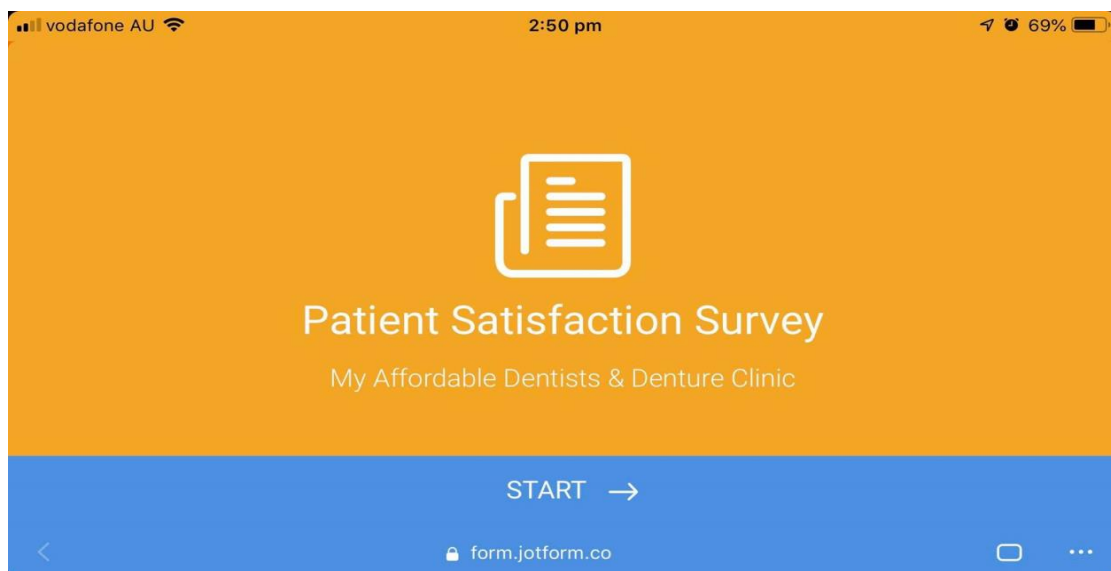 vodafone AU 2:50 pm 69%
Patient Satisfaction Survey
My Affordable Dentists & Denture Clinic
START →
form.jotform.co